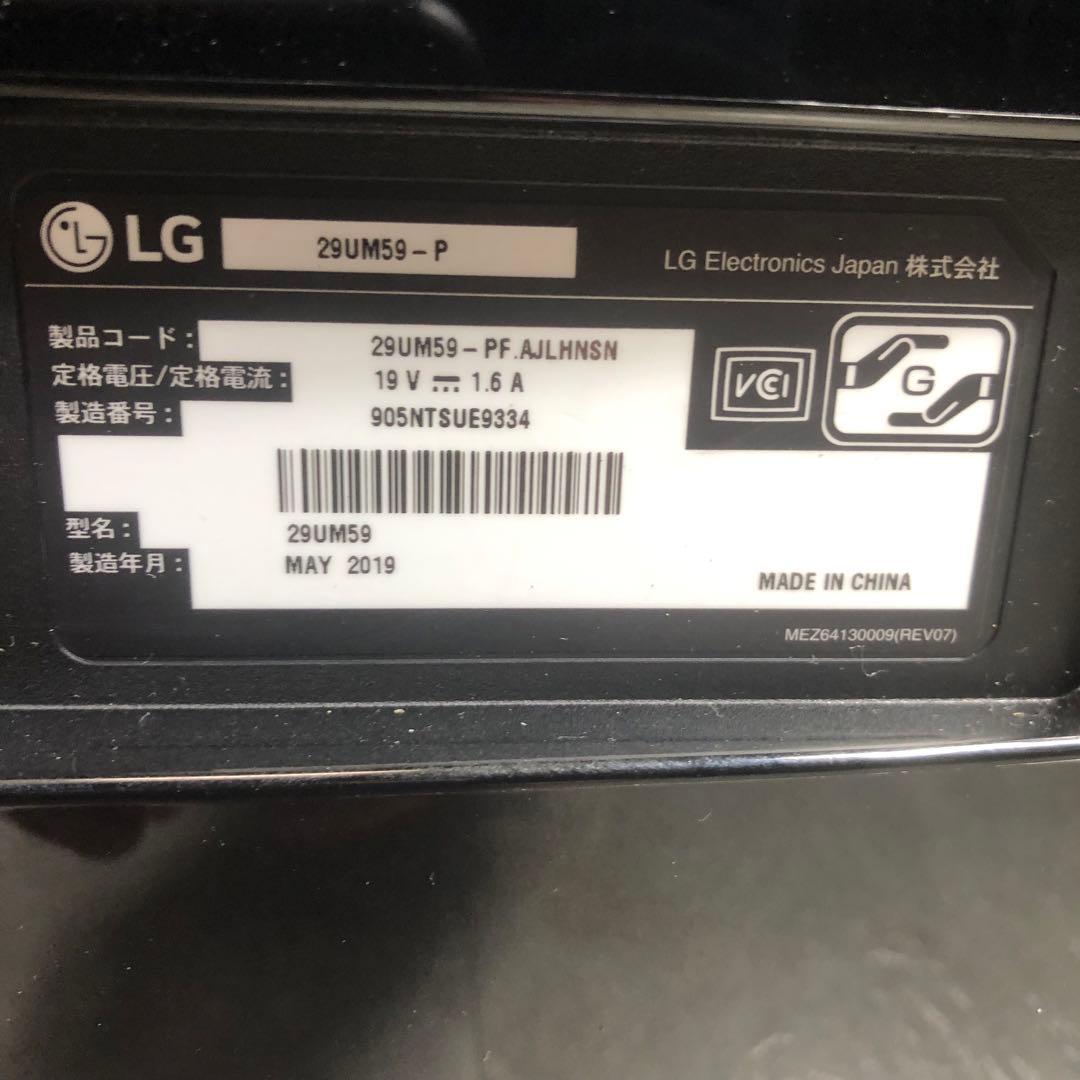 LG 29UM59-P LG Electronics Japan 株式会社
製品コード: 29UM59-PF.AJLHNSN
定格電圧/定格電流: 19 V ⎓ 1.6 A
製造番号: 905NTSUE9334
VCI
G
型名: 29UM59
製造年月: MAY 2019
MADE IN CHINA
MEZ64130009(REV07)